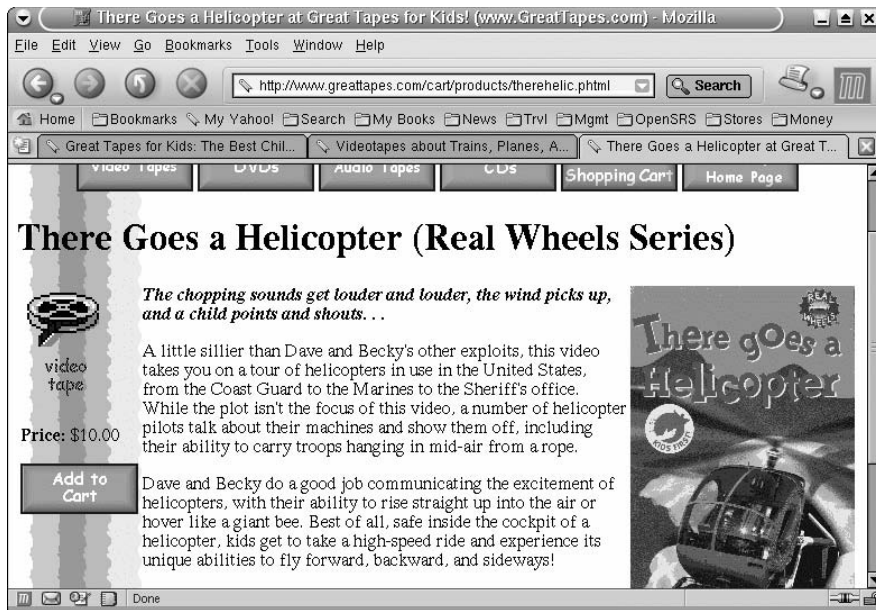 There Goes a Helicopter at Great Tapes for Kids! (www.GreatTapes.com) - Mozilla
File Edit View Go Bookmarks Tools Window Help
http://www.greattapes.com/cart/products/therehelic.phtml Search
Home Bookmarks My Yahoo! Search My Books News Trvl Mgmt OpenSRS Stores Money
Great Tapes for Kids: The Best Chil... Videotapes about Trains, Planes, A... There Goes a Helicopter at Great T...
Video Tapes DVDs Audio Tapes CDs Shopping Cart Home Page
There Goes a Helicopter (Real Wheels Series)
The chopping sounds get louder and louder, the wind picks up,
and a child points and shouts. . .
video
tape
A little sillier than Dave and Becky's other exploits, this video
takes you on a tour of helicopters in use in the United States,
from the Coast Guard to the Marines to the Sheriff's office.
While the plot isn't the focus of this video, a number of helicopter
pilots talk about their machines and show them off, including
their ability to carry troops hanging in mid-air from a rope.
Price: $10.00
Add to
Cart
Dave and Becky do a good job communicating the excitement of
helicopters, with their ability to rise straight up into the air or
hover like a giant bee. Best of all, safe inside the cockpit of a
helicopter, kids get to take a high-speed ride and experience its
unique abilities to fly forward, backward, and sideways!
REAL
WHEELS
There goes a
Helicopter
KIDS FIRST!
Done